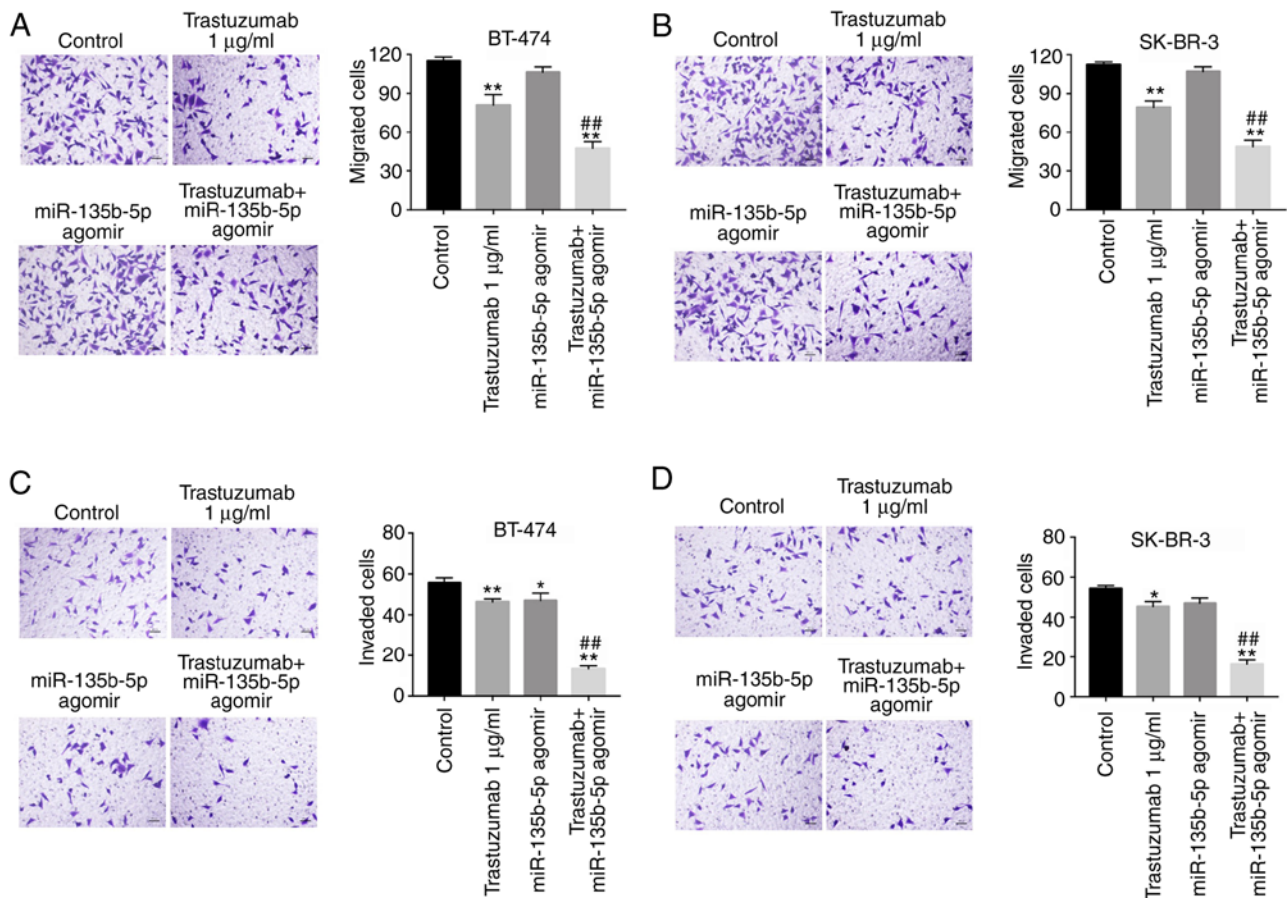 A
Control
Trastuzumab
1 µg/ml
miR-135b-5p
agomir
Trastuzumab+
miR-135b-5p
agomir
BT-474
Migrated cells
120
90
60
30
0
**
##
**
Control
Trastuzumab 1 µg/ml
miR-135b-5p agomir
Trastuzumab+
miR-135b-5p agomir
B
Control
Trastuzumab
1 µg/ml
miR-135b-5p
agomir
Trastuzumab+
miR-135b-5p
agomir
SK-BR-3
Migrated cells
120
90
60
30
0
**
##
**
Control
Trastuzumab 1 µg/ml
miR-135b-5p agomir
Trastuzumab+
miR-135b-5p agomir
C
Control
Trastuzumab
1 µg/ml
miR-135b-5p
agomir
Trastuzumab+
miR-135b-5p
agomir
BT-474
Invaded cells
80
60
40
20
0
**
*
##
**
Control
Trastuzumab 1 µg/ml
miR-135b-5p agomir
Trastuzumab+
miR-135b-5p agomir
D
Control
Trastuzumab
1 µg/ml
miR-135b-5p
agomir
Trastuzumab+
miR-135b-5p
agomir
SK-BR-3
Invaded cells
80
60
40
20
0
*
##
**
Control
Trastuzumab 1 µg/ml
miR-135b-5p agomir
Trastuzumab+
miR-135b-5p agomir